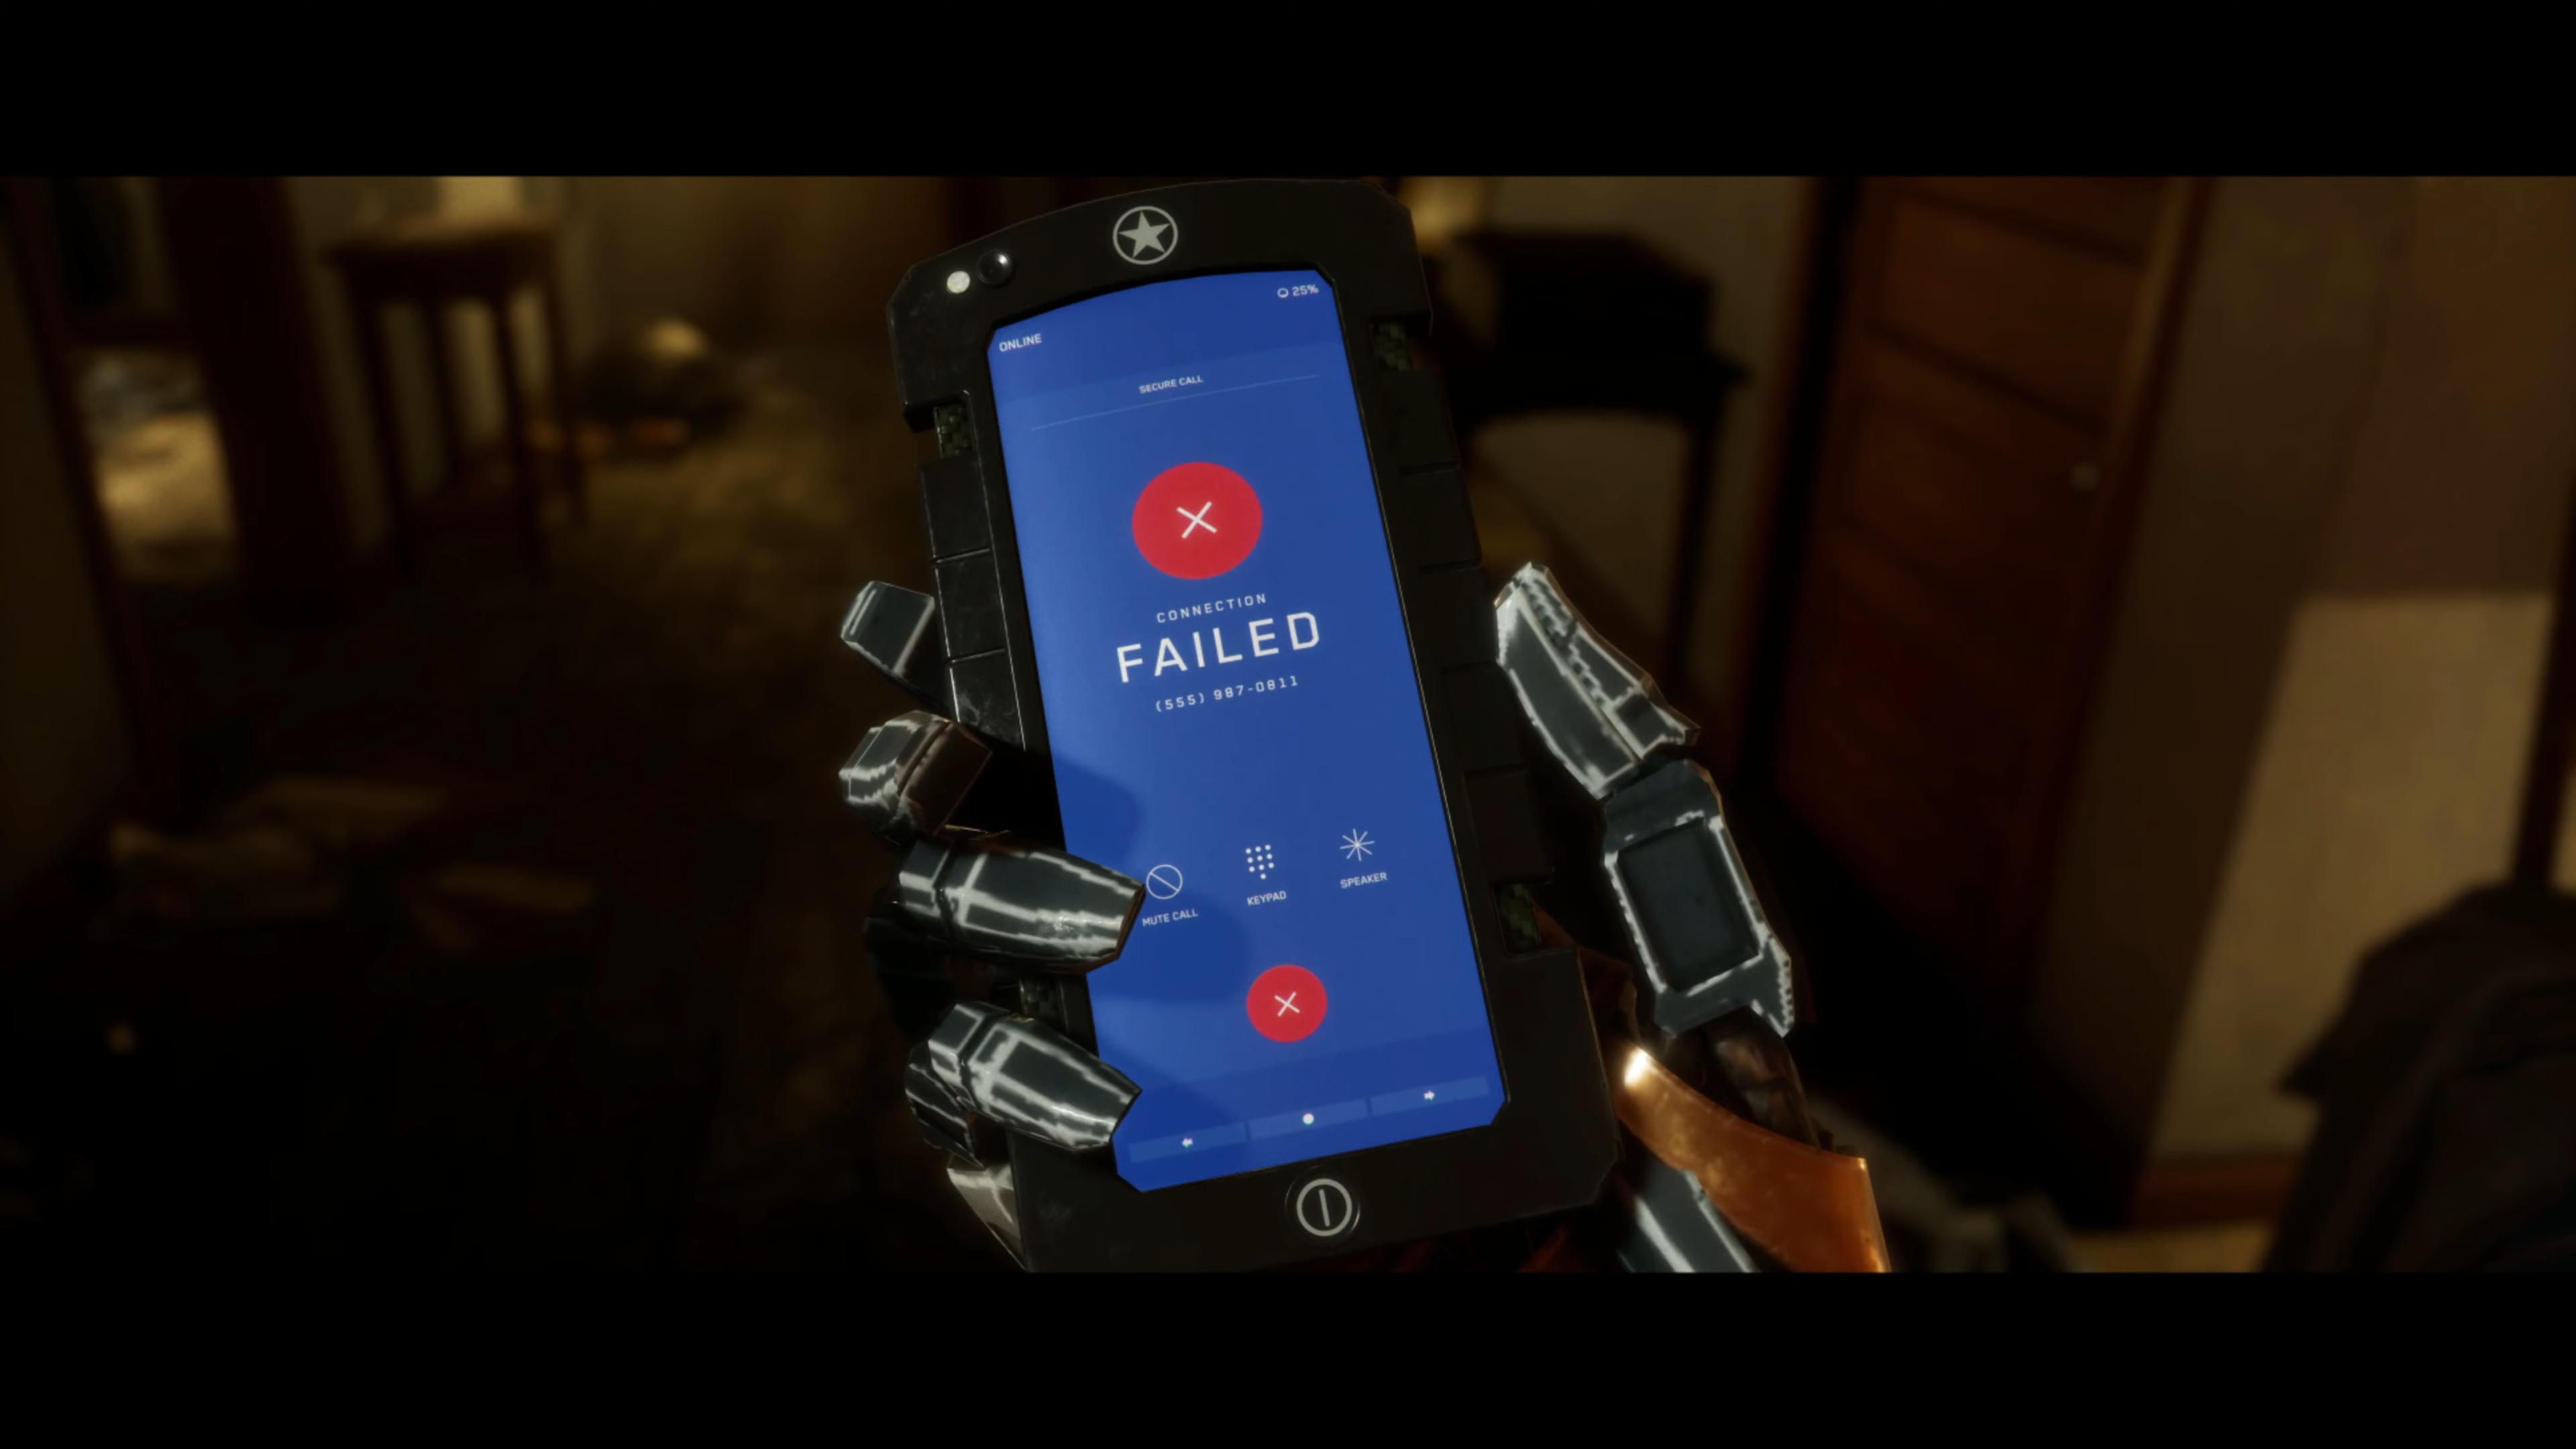 25%
ONLINE
SECURE CALL
CONNECTION
FAILED
(555) 987-0811
MUTE CALL
KEYPAD
SPEAKER